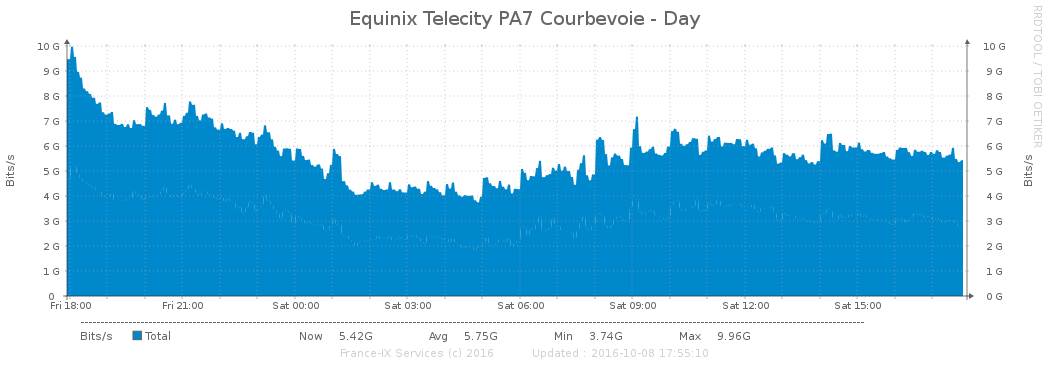 Equinix Telecity PA7 Courbevoie - Day
RRDTOOL / TOBI OETIKER
Bits/s
10 G 10 G
9 G 9 G
8 G 8 G
7 G 7 G
6 G 6 G
5 G 5 G
4 G 4 G
3 G 3 G
2 G 2 G
1 G 1 G
0 0 G
Bits/s
Fri 18:00 Fri 21:00 Sat 00:00 Sat 03:00 Sat 06:00 Sat 09:00 Sat 12:00 Sat 15:00
Bits/s Total Now 5.42G Avg 5.75G Min 3.74G Max 9.96G
France-IX Services (c) 2016 Updated : 2016-10-08 17:55:10